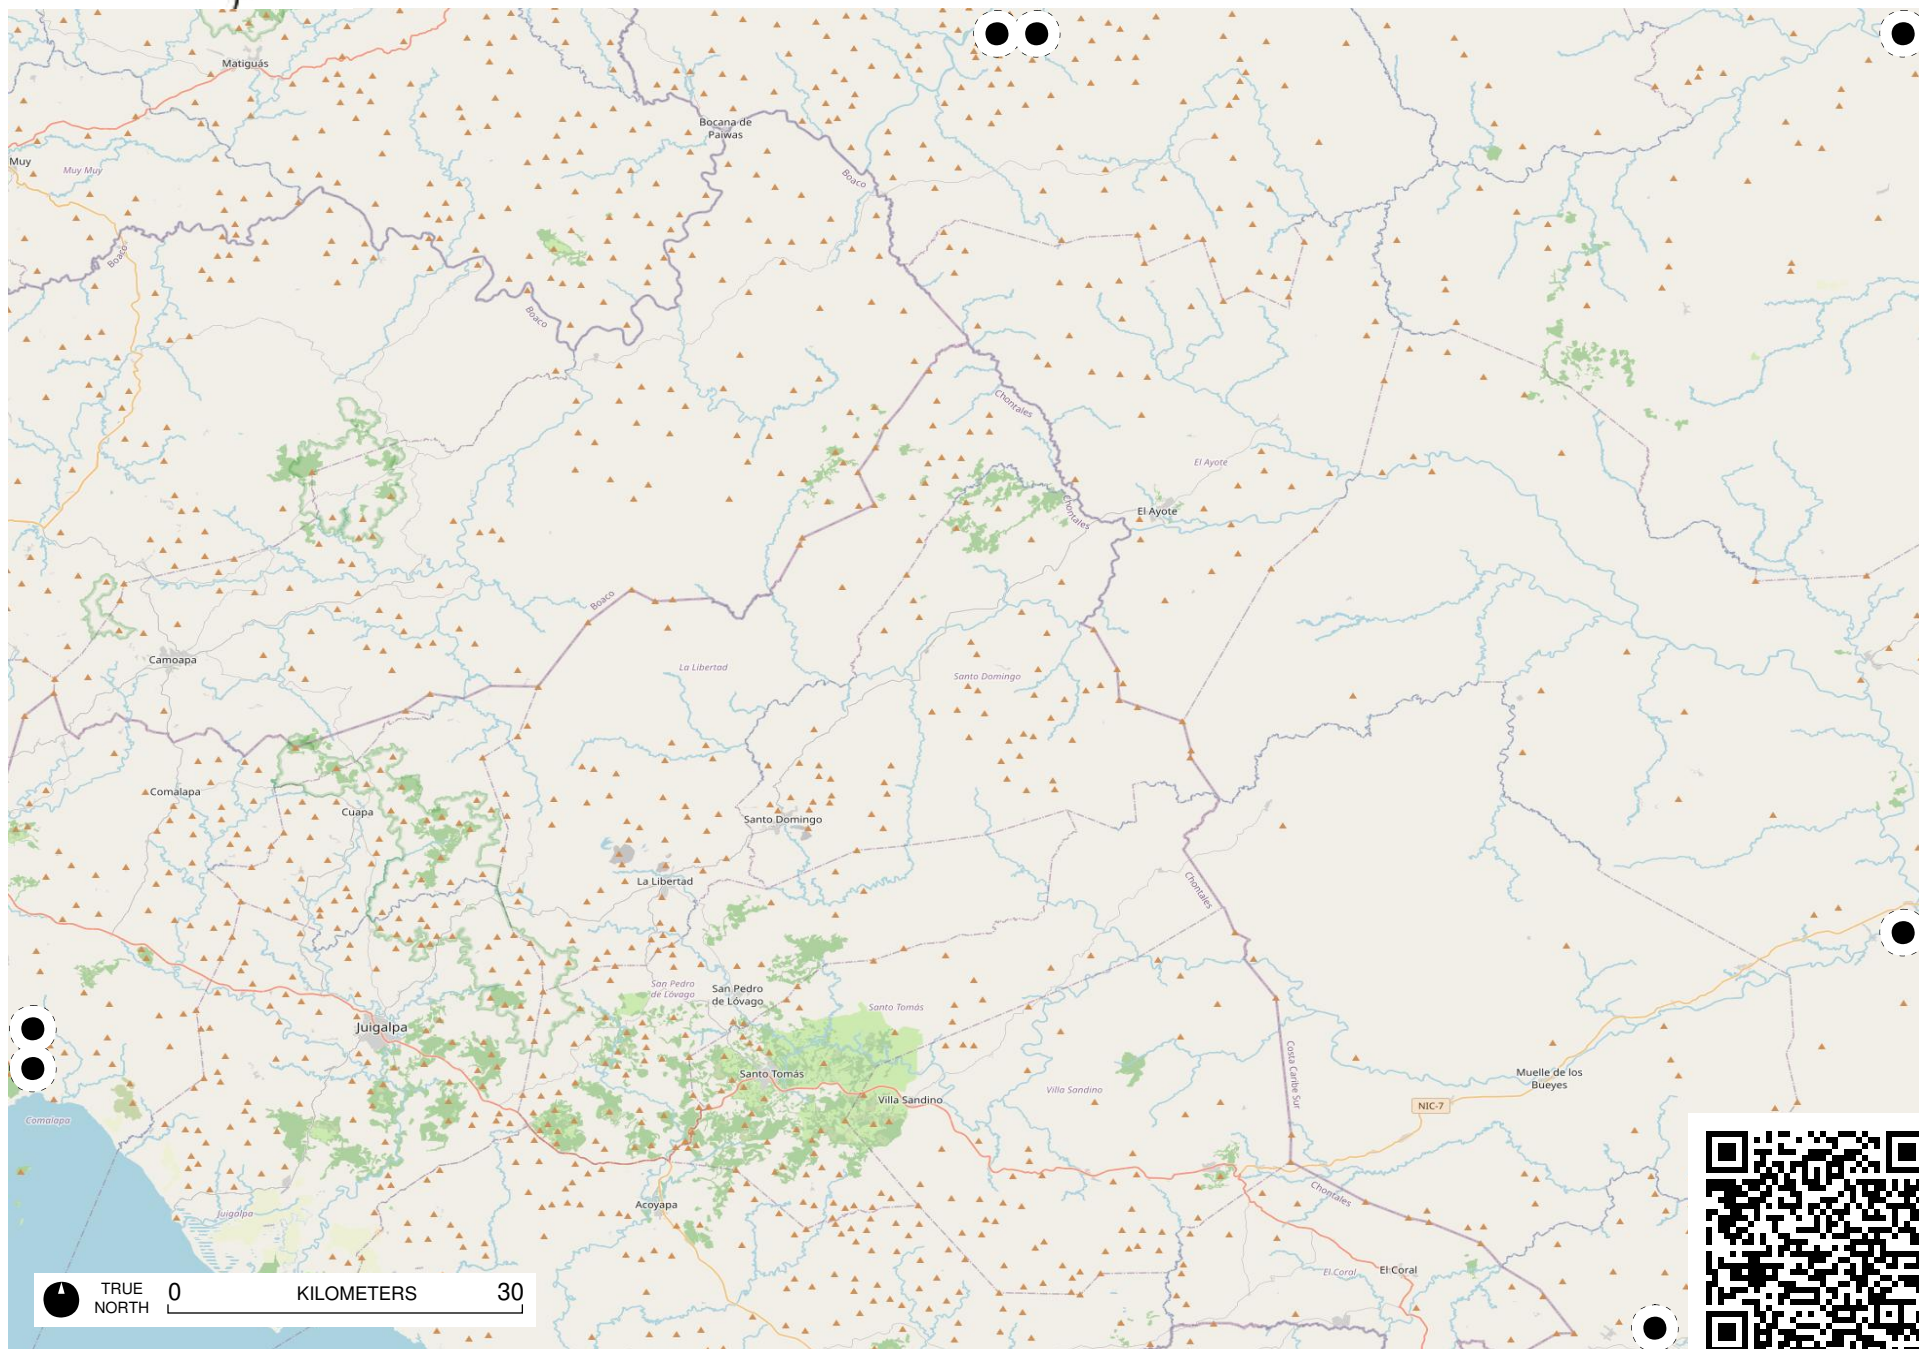 Matiguás
Bocana de
Paiwas
Muy
Muy Muy
Boaco
Boaco
Boaco
Chontales
El Ayote
Chontales
El Ayote
Boaco
Camoapa
La Libertad
Santo Domingo
Comalapa
Cuapa
Santo Domingo
La Libertad
Chontales
San Pedro
de Lóvago
San Pedro
de Lóvago
Santo Tomás
Juigalpa
Costa Caribe Sur
Santo Tomás
Villa Sandino
Villa Sandino
Muelle de los
Bueyes
NIC-7
Comalapa
Chontales
Acoyapa
Juigalpa
El Coral
El Coral
TRUE
NORTH
0 KILOMETERS 30